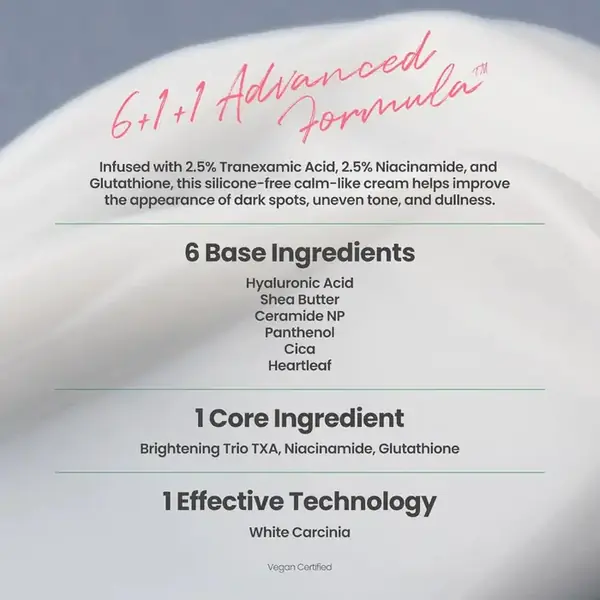 6+1+1 Advanced
Formula™
Infused with 2.5% Tranexamic Acid, 2.5% Niacinamide, and
Glutathione, this silicone-free calm-like cream helps improve
the appearance of dark spots, uneven tone, and dullness.
6 Base Ingredients
Hyaluronic Acid
Shea Butter
Ceramide NP
Panthenol
Cica
Heartleaf
1 Core Ingredient
Brightening Trio TXA, Niacinamide, Glutathione
1 Effective Technology
White Carcinia
Vegan Certified